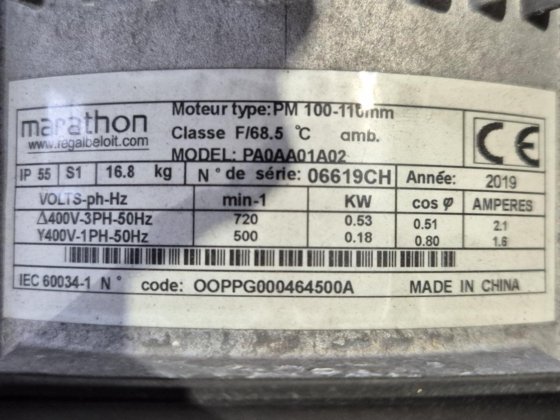 marathon
www.regalbeloit.com
Moteur type:PM 100-110mm
Classe F/68.5 °C amb.
MODEL: PA0AA01A02
IP 55 S1 16.8 kg N° de série: 06619CH Année: 2019
VOLTS-ph-Hz min-1 KW cos φ AMPERES
Δ400V-3PH-50Hz 720 0.53 0.51 2.1
Y400V-1PH-50Hz 500 0.18 0.80 1.6
IEC 60034-1 N° code: OOPPG000464500A MADE IN CHINA
CE